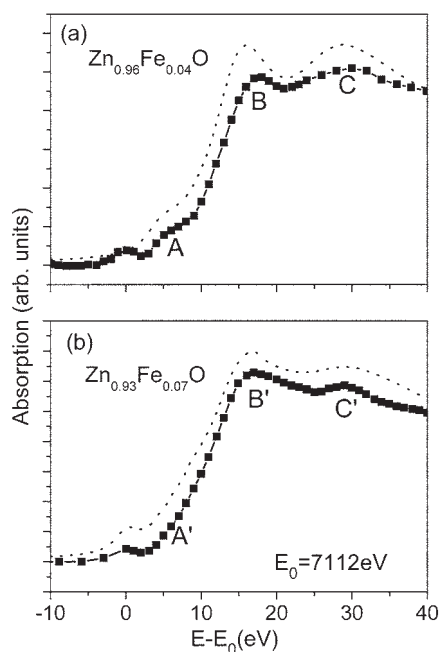 (a)
Zn0.96Fe0.04O
B
C
A
Absorption (arb. units)
(b)
Zn0.93Fe0.07O
B'
C'
A'
E0=7112eV
-10 0 10 20 30 40
E-E0(eV)